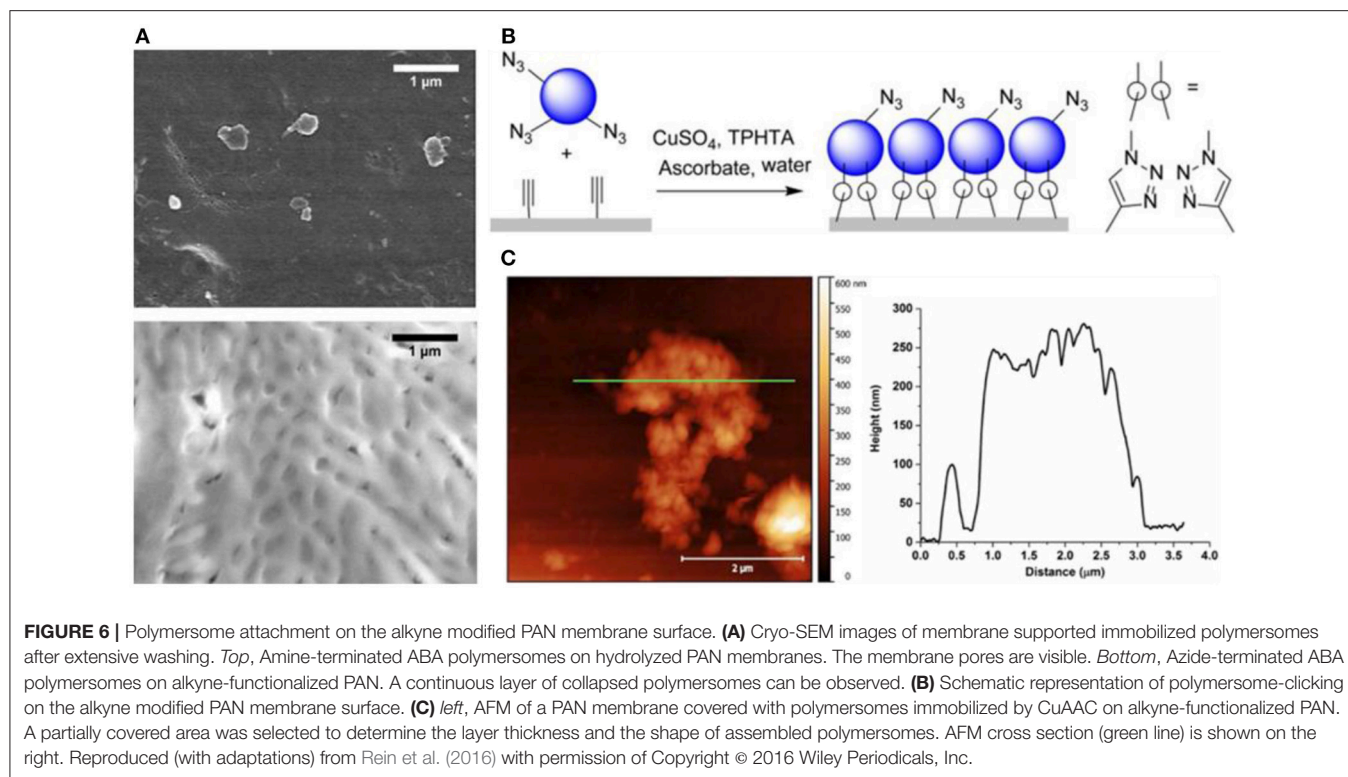 A
1 µm
1 µm
B
N3
N3
N3
+
CuSO4, TPHTA
Ascorbate, water
N3
N3
N3
N3
=
N
N
N
N
N
N
C
2 µm
600 nm
550
500
450
400
350
300
250
200
150
100
50
0
Height (nm)
300
250
200
150
100
50
0
0.0 0.5 1.0 1.5 2.0 2.5 3.0 3.5 4.0
Distance (µm)
FIGURE 6 | Polymersome attachment on the alkyne modified PAN membrane surface. (A) Cryo-SEM images of membrane supported immobilized polymersomes
after extensive washing. Top, Amine-terminated ABA polymersomes on hydrolyzed PAN membranes. The membrane pores are visible. Bottom, Azide-terminated ABA
polymersomes on alkyne-functionalized PAN. A continuous layer of collapsed polymersomes can be observed. (B) Schematic representation of polymersome-clicking
on the alkyne modified PAN membrane surface. (C) left, AFM of a PAN membrane covered with polymersomes immobilized by CuAAC on alkyne-functionalized PAN.
A partially covered area was selected to determine the layer thickness and the shape of assembled polymersomes. AFM cross section (green line) is shown on the
right. Reproduced (with adaptations) from Rein et al. (2016) with permission of Copyright © 2016 Wiley Periodicals, Inc.